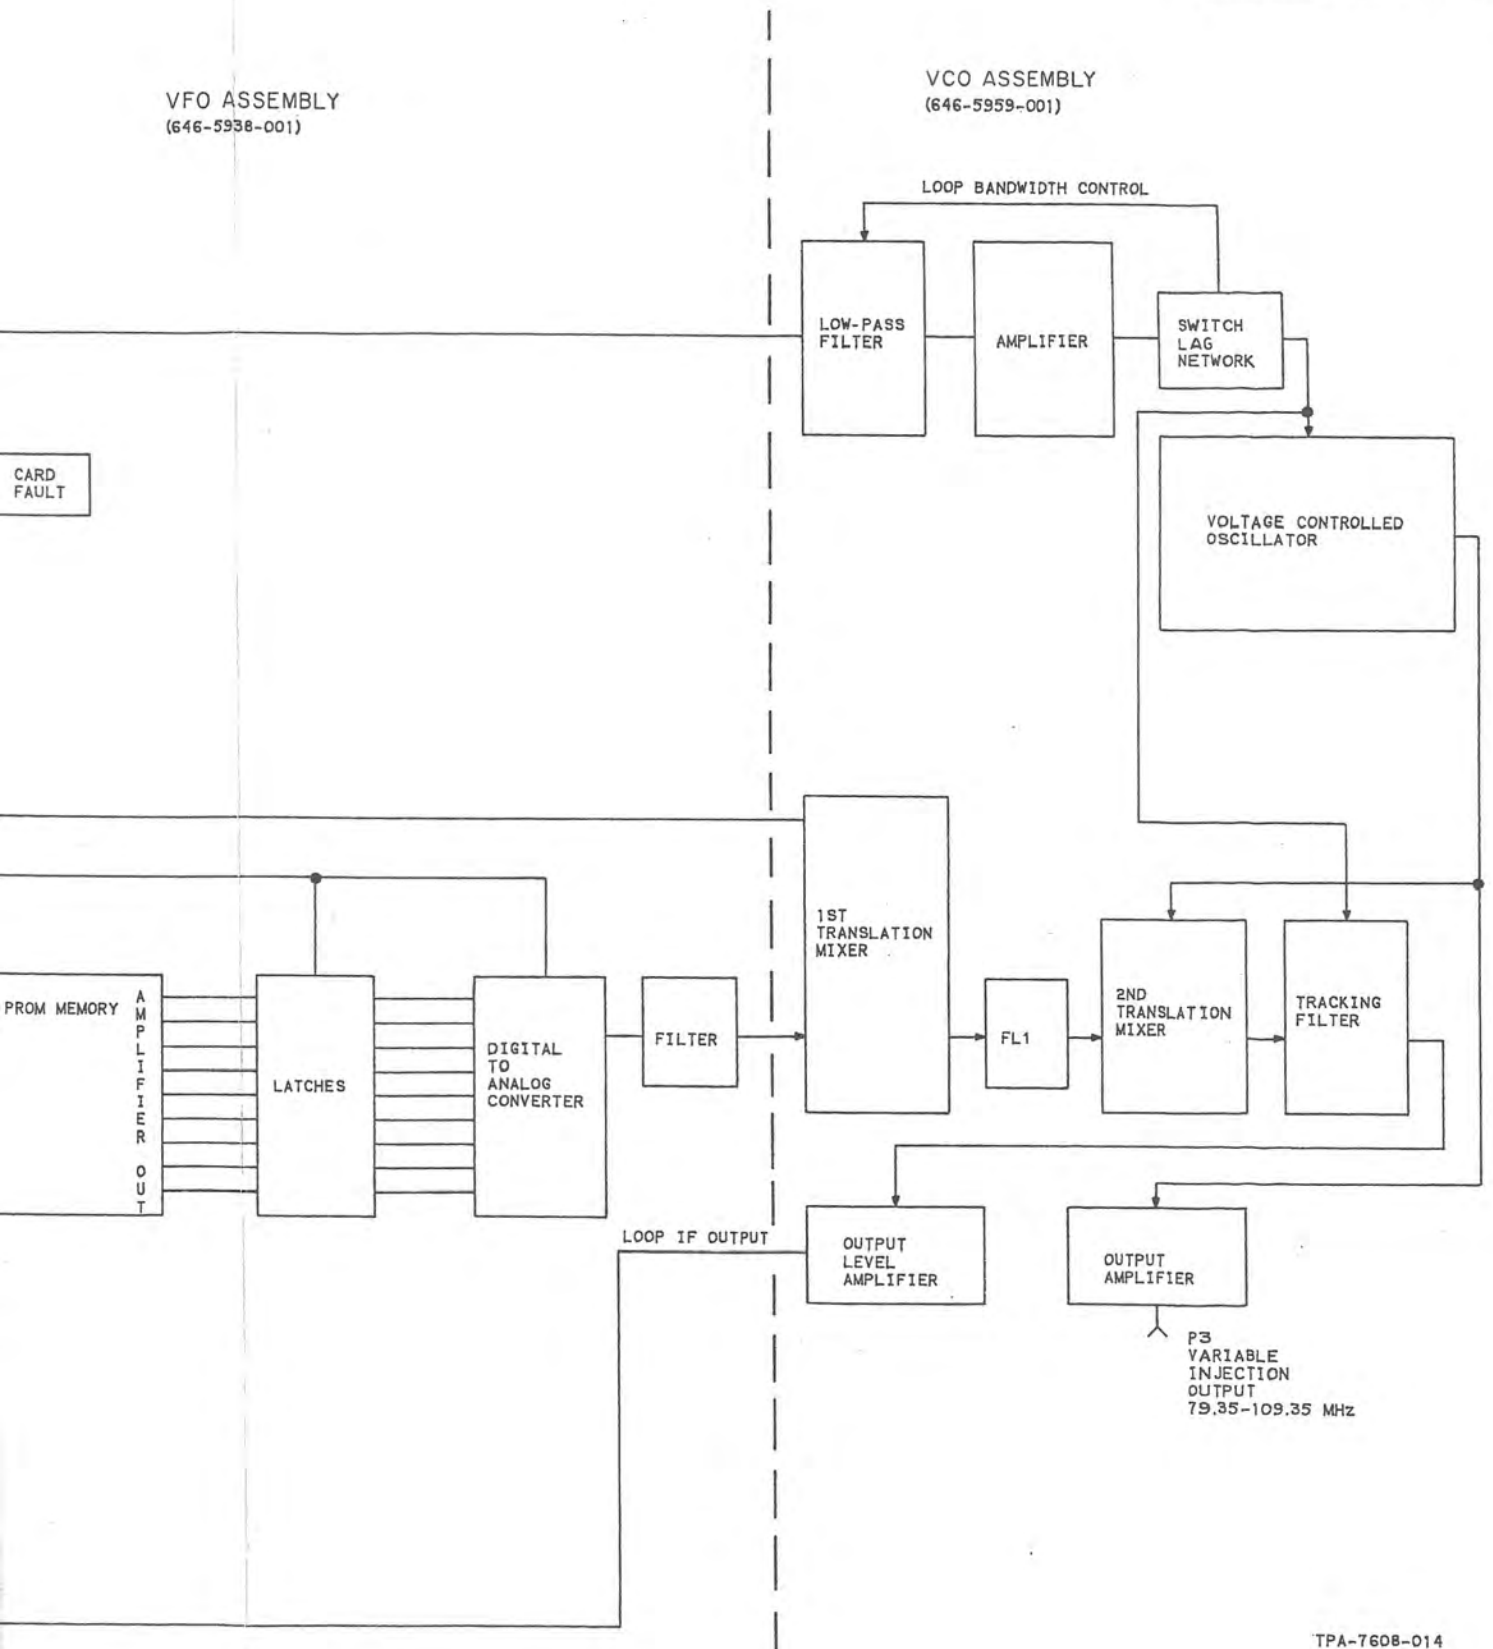 VFO ASSEMBLY
(646-5938-001)
VCO ASSEMBLY
(646-5959-001)
LOOP BANDWIDTH CONTROL
LOW-PASS
FILTER
AMPLIFIER
SWITCH
LAG
NETWORK
CARD
FAULT
VOLTAGE CONTROLLED
OSCILLATOR
PROM MEMORY
AMPLIFIER OUT
LATCHES
DIGITAL
TO
ANALOG
CONVERTER
FILTER
1ST
TRANSLATION
MIXER
FL1
2ND
TRANSLATION
MIXER
TRACKING
FILTER
LOOP IF OUTPUT
OUTPUT
LEVEL
AMPLIFIER
OUTPUT
AMPLIFIER
P3
VARIABLE
INJECTION
OUTPUT
79.35-109.35 MHz
TPA-7608-014